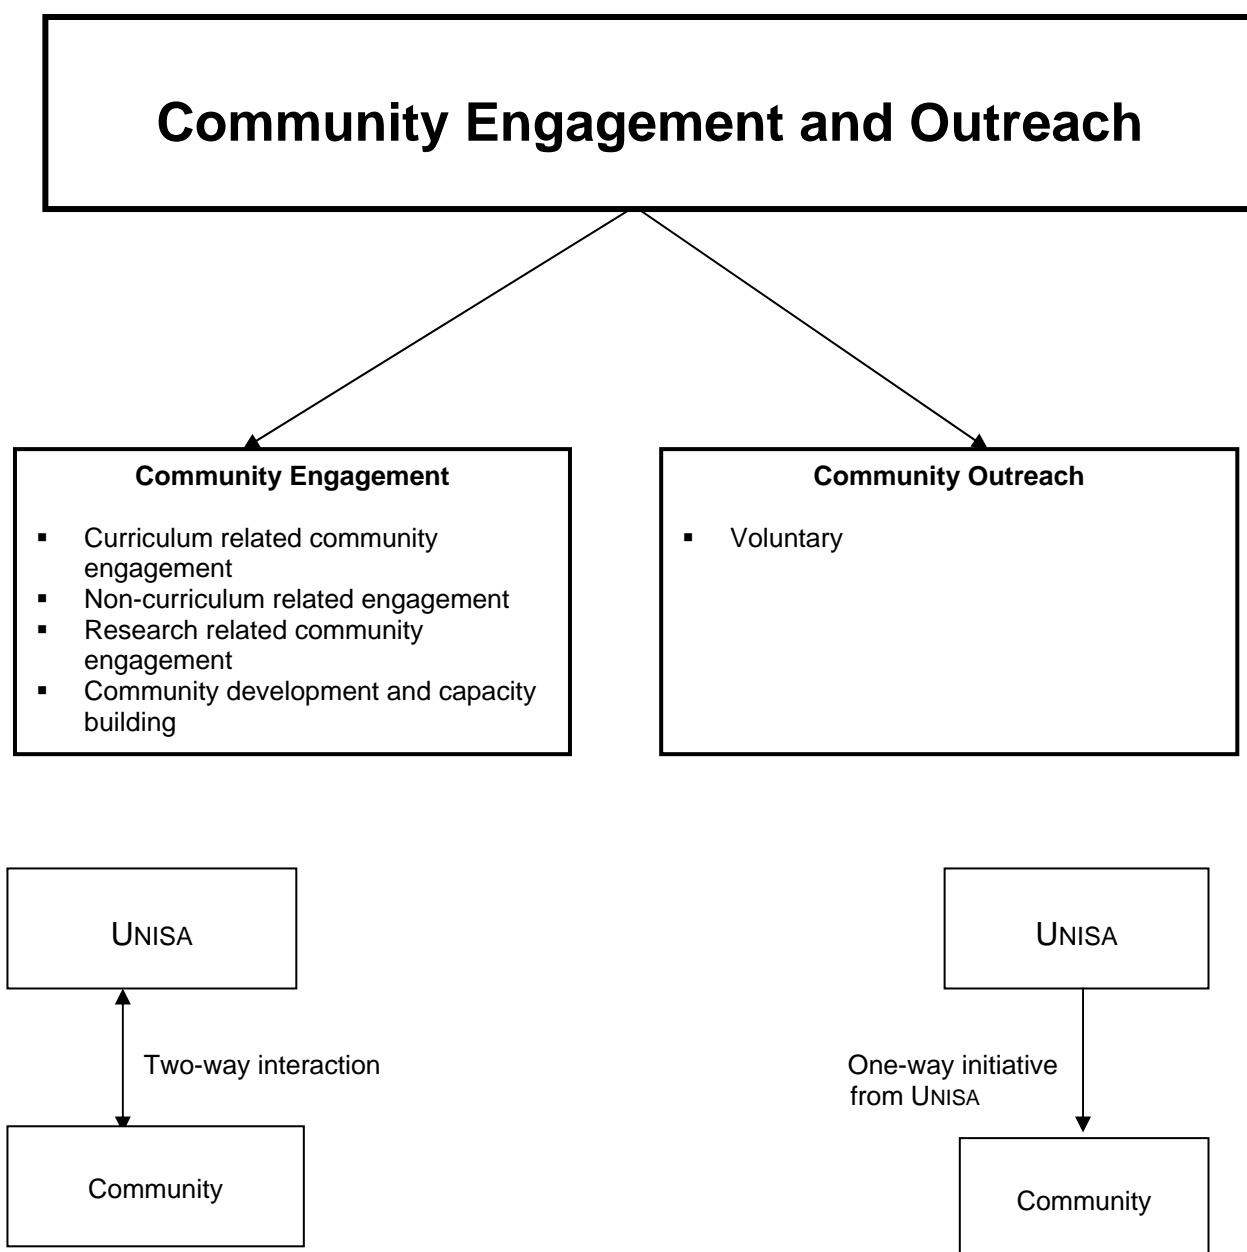 Community Engagement and Outreach
Community Engagement
▪ Curriculum related community
engagement
▪ Non-curriculum related engagement
▪ Research related community
engagement
▪ Community development and capacity
building
Community Outreach
▪ Voluntary
UNISA
Two-way interaction
Community
UNISA
One-way initiative
from UNISA
Community